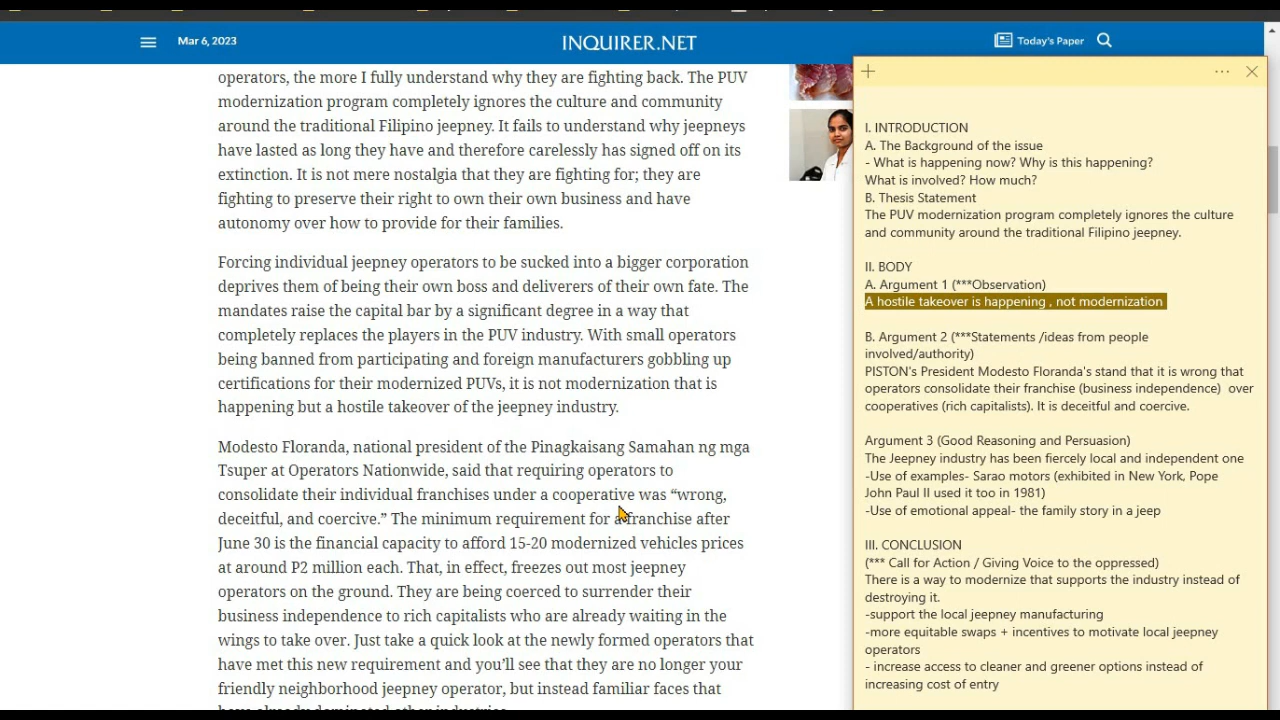 Mar 6, 2023
INQUIRER.NET
Today's Paper
operators, the more I fully understand why they are fighting back. The PUV
modernization program completely ignores the culture and community
around the traditional Filipino jeepney. It fails to understand why jeepneys
have lasted as long they have and therefore carelessly has signed off on its
extinction. It is not mere nostalgia that they are fighting for; they are
fighting to preserve their right to own their own business and have
autonomy over how to provide for their families.
Forcing individual jeepney operators to be sucked into a bigger corporation
deprives them of being their own boss and deliverers of their own fate. The
mandates raise the capital bar by a significant degree in a way that
completely replaces the players in the PUV industry. With small operators
being banned from participating and foreign manufacturers gobbling up
certifications for their modernized PUVs, it is not modernization that is
happening but a hostile takeover of the jeepney industry.
Modesto Floranda, national president of the Pinagkaisang Samahan ng mga
Tsuper at Operators Nationwide, said that requiring operators to
consolidate their individual franchises under a cooperative was “wrong,
deceitful, and coercive.” The minimum requirement for a franchise after
June 30 is the financial capacity to afford 15-20 modernized vehicles prices
at around P2 million each. That, in effect, freezes out most jeepney
operators on the ground. They are being coerced to surrender their
business independence to rich capitalists who are already waiting in the
wings to take over. Just take a quick look at the newly formed operators that
have met this new requirement and you’ll see that they are no longer your
friendly neighborhood jeepney operator, but instead familiar faces that
have already dominated other industries.
I. INTRODUCTION
A. The Background of the issue
- What is happening now? Why is this happening?
What is involved? How much?
B. Thesis Statement
The PUV modernization program completely ignores the culture
and community around the traditional Filipino jeepney.
II. BODY
A. Argument 1 (***Observation)
A hostile takeover is happening , not modernization
B. Argument 2 (***Statements /ideas from people
involved/authority)
PISTON's President Modesto Floranda's stand that it is wrong that
operators consolidate their franchise (business independence)  over
cooperatives (rich capitalists). It is deceitful and coercive.
Argument 3 (Good Reasoning and Persuasion)
The Jeepney industry has been fiercely local and independent one
-Use of examples- Sarao motors (exhibited in New York, Pope
John Paul II used it too in 1981)
-Use of emotional appeal- the family story in a jeep
III. CONCLUSION
(*** Call for Action / Giving Voice to the oppressed)
There is a way to modernize that supports the industry instead of
destroying it.
-support the local jeepney manufacturing
-more equitable swaps + incentives to motivate local jeepney
operators
- increase access to cleaner and greener options instead of
increasing cost of entry